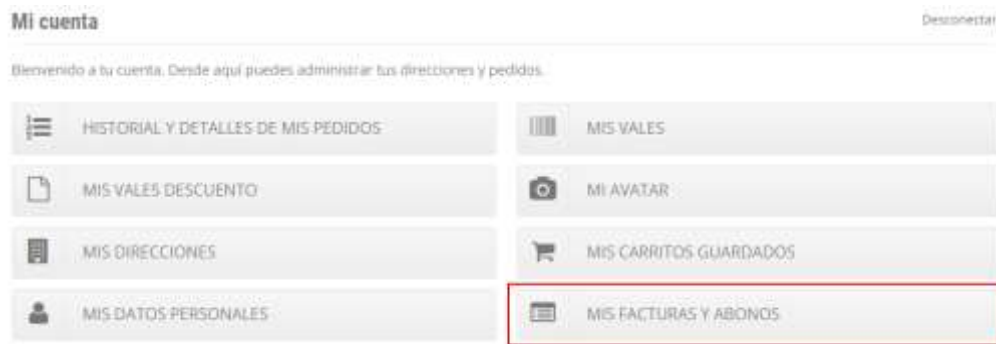 Mi cuenta
Desconectar
Bienvenido a tu cuenta. Desde aquí puedes administrar tus direcciones y pedidos.
HISTORIAL Y DETALLES DE MIS PEDIDOS
MIS VALES
MIS VALES DESCUENTO
MI AVATAR
MIS DIRECCIONES
MIS CARRITOS GUARDADOS
MIS DATOS PERSONALES
MIS FACTURAS Y ABONOS